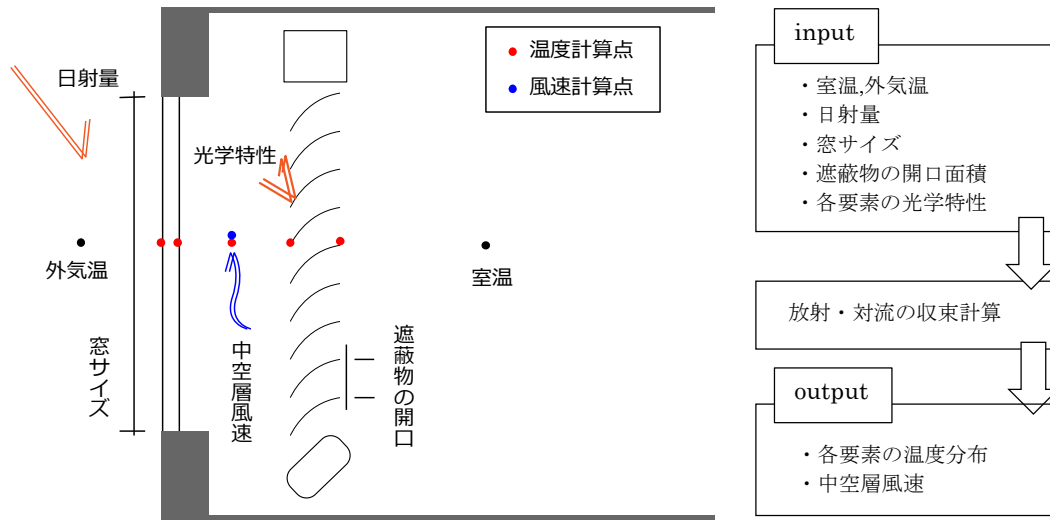 日射量
温度計算点
風速計算点
光学特性
外気温
室温
窓サイズ
中空層風速
遮蔽物の開口
input
・室温,外気温
・日射量
・窓サイズ
・遮蔽物の開口面積
・各要素の光学特性
放射・対流の収束計算
output
・各要素の温度分布
・中空層風速